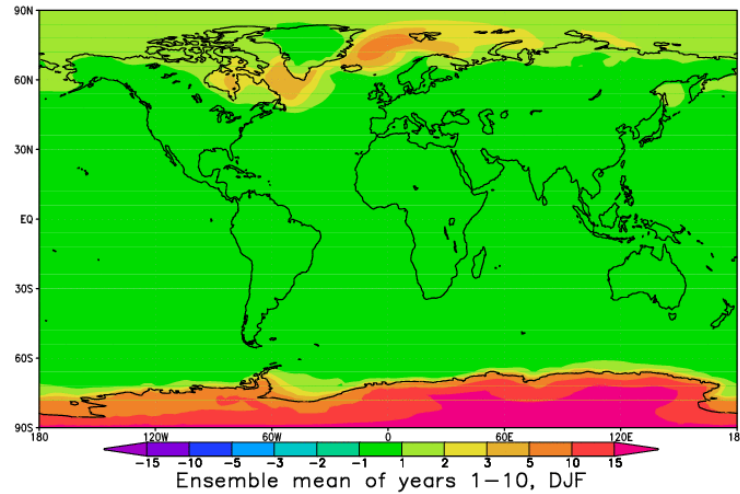 90N
60N
30N
EQ
30S
60S
90S
180 120W 60W 0 60E 120E 18
-15 -10 -5 -3 -2 -1 1 2 3 5 10 15
Ensemble mean of years 1-10, DJF